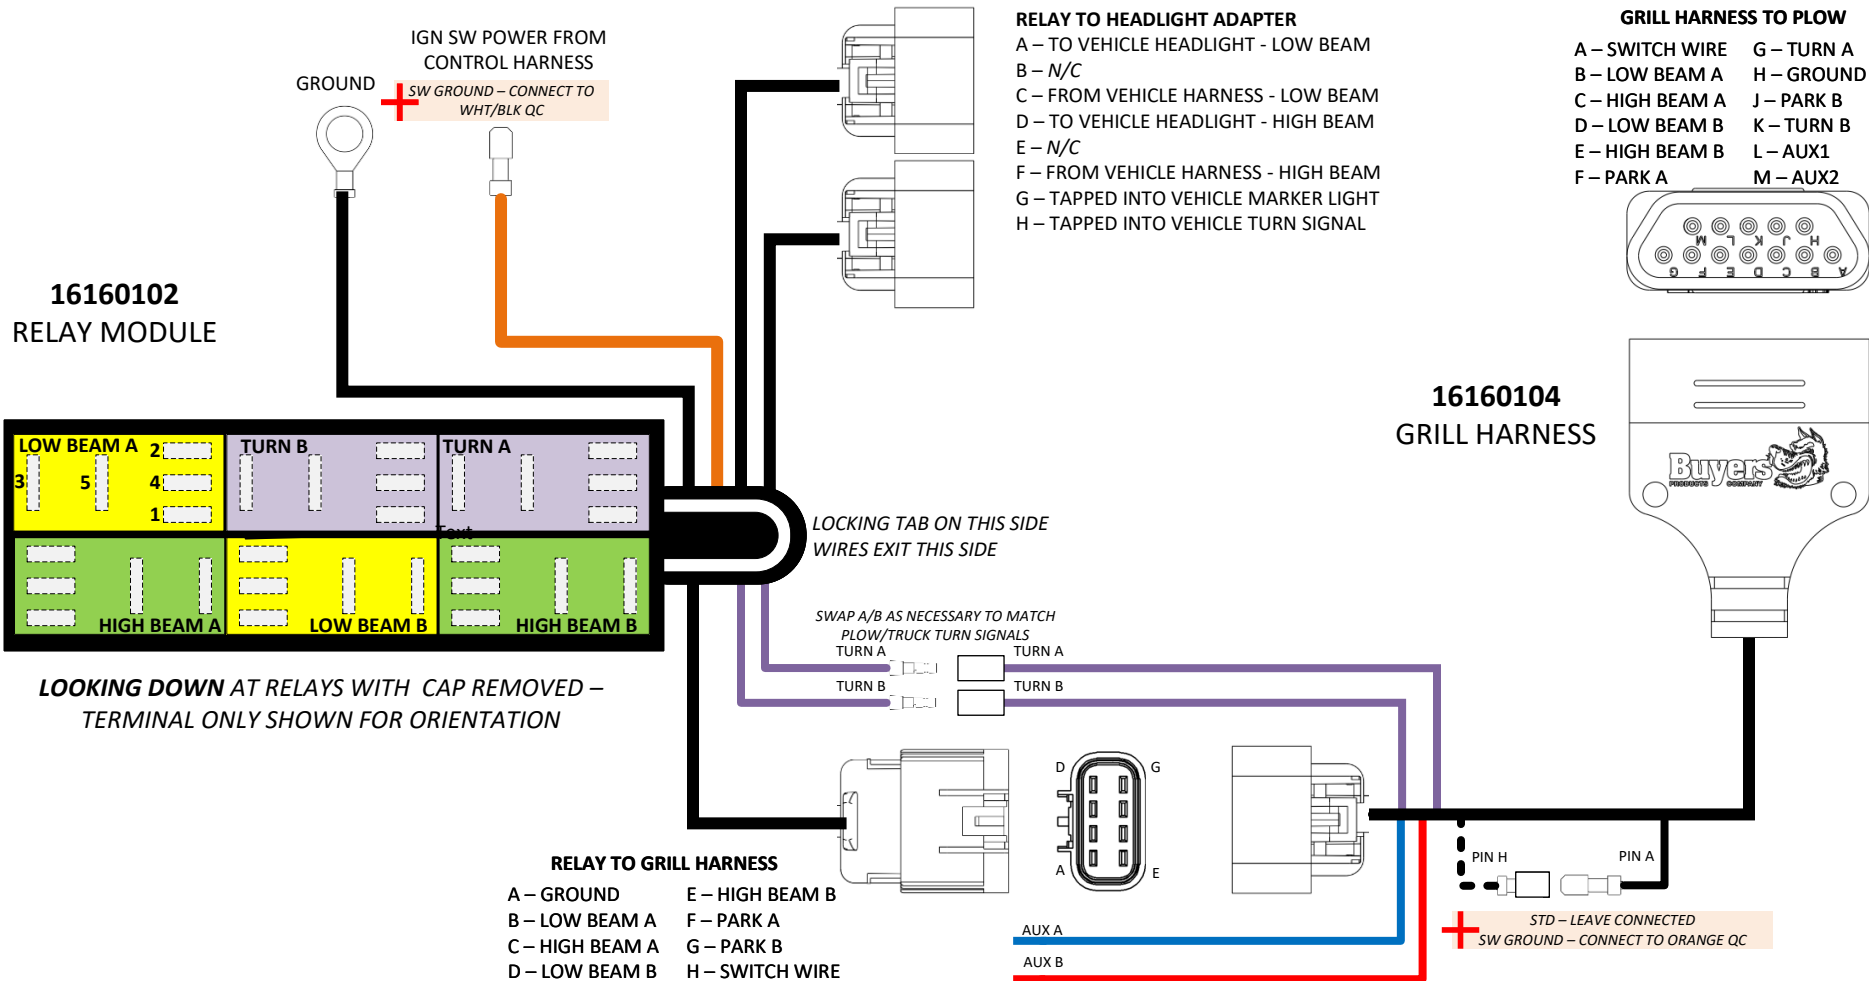 IGN SW POWER FROM
CONTROL HARNESS
GROUND
SW GROUND – CONNECT TO
WHT/BLK QC
RELAY TO HEADLIGHT ADAPTER
A – TO VEHICLE HEADLIGHT - LOW BEAM
B – N/C
C – FROM VEHICLE HARNESS - LOW BEAM
D – TO VEHICLE HEADLIGHT - HIGH BEAM
E – N/C
F – FROM VEHICLE HARNESS - HIGH BEAM
G – TAPPED INTO VEHICLE MARKER LIGHT
H – TAPPED INTO VEHICLE TURN SIGNAL
GRILL HARNESS TO PLOW
A – SWITCH WIRE G – TURN A
B – LOW BEAM A H – GROUND
C – HIGH BEAM A J – PARK B
D – LOW BEAM B K – TURN B
E – HIGH BEAM B L – AUX1
F – PARK A M – AUX2
M L K J H
G F E D C B A
16160102
RELAY MODULE
16160104
GRILL HARNESS
Buyers
PRODUCTS COMPANY
LOW BEAM A 2
3 5 4
1
TURN B
TURN A
Text
HIGH BEAM A
LOW BEAM B
HIGH BEAM B
LOCKING TAB ON THIS SIDE
WIRES EXIT THIS SIDE
LOOKING DOWN AT RELAYS WITH CAP REMOVED –
TERMINAL ONLY SHOWN FOR ORIENTATION
SWAP A/B AS NECESSARY TO MATCH
PLOW/TRUCK TURN SIGNALS
TURN A TURN A
TURN B TURN B
D G
A E
RELAY TO GRILL HARNESS
A – GROUND E – HIGH BEAM B
B – LOW BEAM A F – PARK A
C – HIGH BEAM A G – PARK B
D – LOW BEAM B H – SWITCH WIRE
AUX A
AUX B
PIN H PIN A
STD – LEAVE CONNECTED
SW GROUND – CONNECT TO ORANGE QC